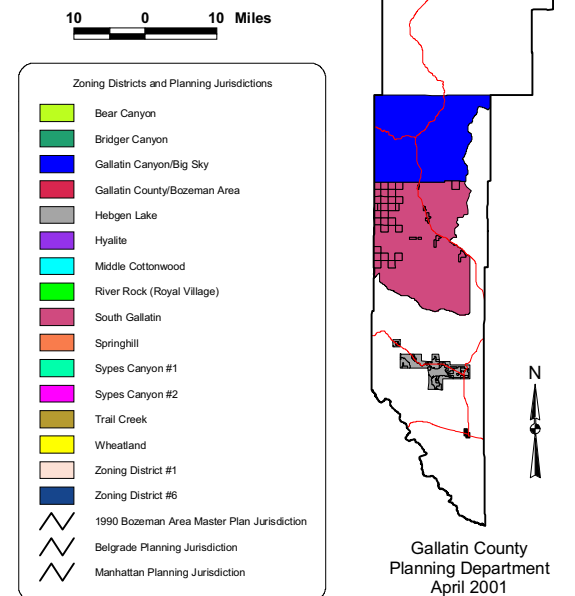 10 0 10 Miles
Zoning Districts and Planning Jurisdictions
Bear Canyon
Bridger Canyon
Gallatin Canyon/Big Sky
Gallatin County/Bozeman Area
Hebgen Lake
Hyalite
Middle Cottonwood
River Rock (Royal Village)
South Gallatin
Springhill
Sypes Canyon #1
Sypes Canyon #2
Trail Creek
Wheatland
Zoning District #1
Zoning District #6
1990 Bozeman Area Master Plan Jurisdiction
Belgrade Planning Jurisdiction
Manhattan Planning Jurisdiction
N
Gallatin County
Planning Department
April 2001